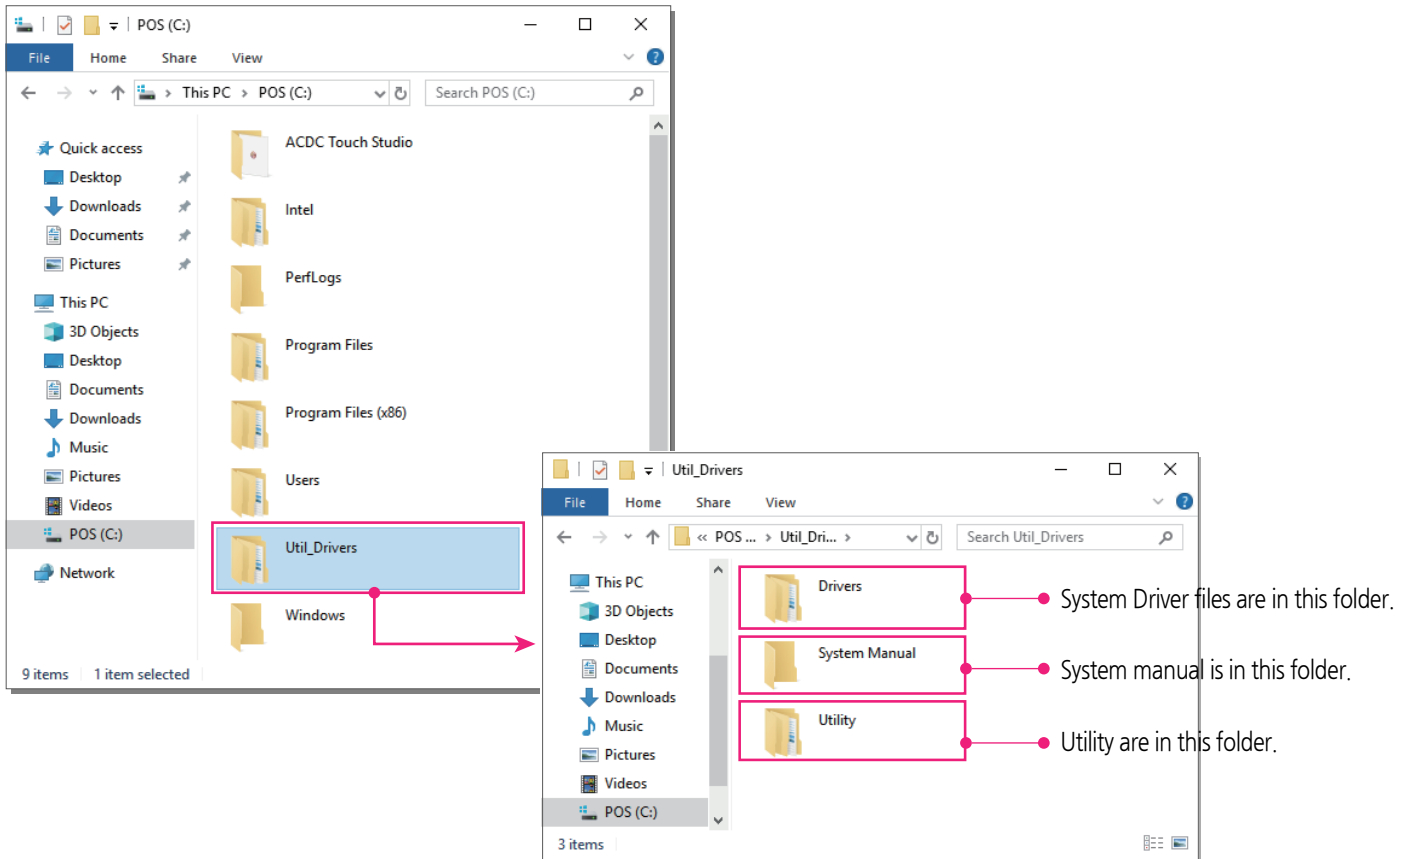 POS (C:)
File Home Share View
This PC > POS (C:) Search POS (C:)
Quick access
Desktop
Downloads
Documents
Pictures
This PC
3D Objects
Desktop
Documents
Downloads
Music
Pictures
Videos
POS (C:)
Network
ACDC Touch Studio
Intel
PerfLogs
Program Files
Program Files (x86)
Users
Util_Drivers
Windows
9 items 1 item selected
Util_Drivers
File Home Share View
« POS ... > Util_Dri... > Search Util_Drivers
This PC
3D Objects
Desktop
Documents
Downloads
Music
Pictures
Videos
POS (C:)
Drivers
System Manual
Utility
3 items
System Driver files are in this folder.
System manual is in this folder.
Utility are in this folder.